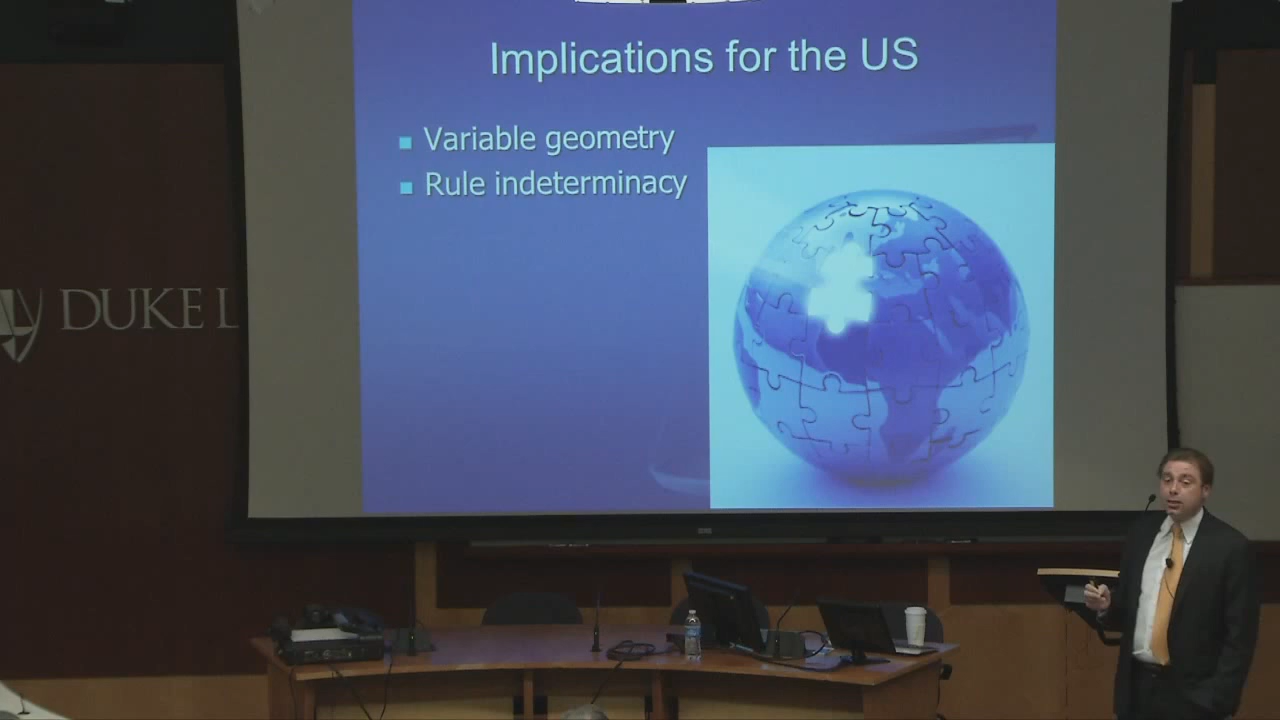 Implications for the US
Variable geometry
Rule indeterminacy
DUKE L